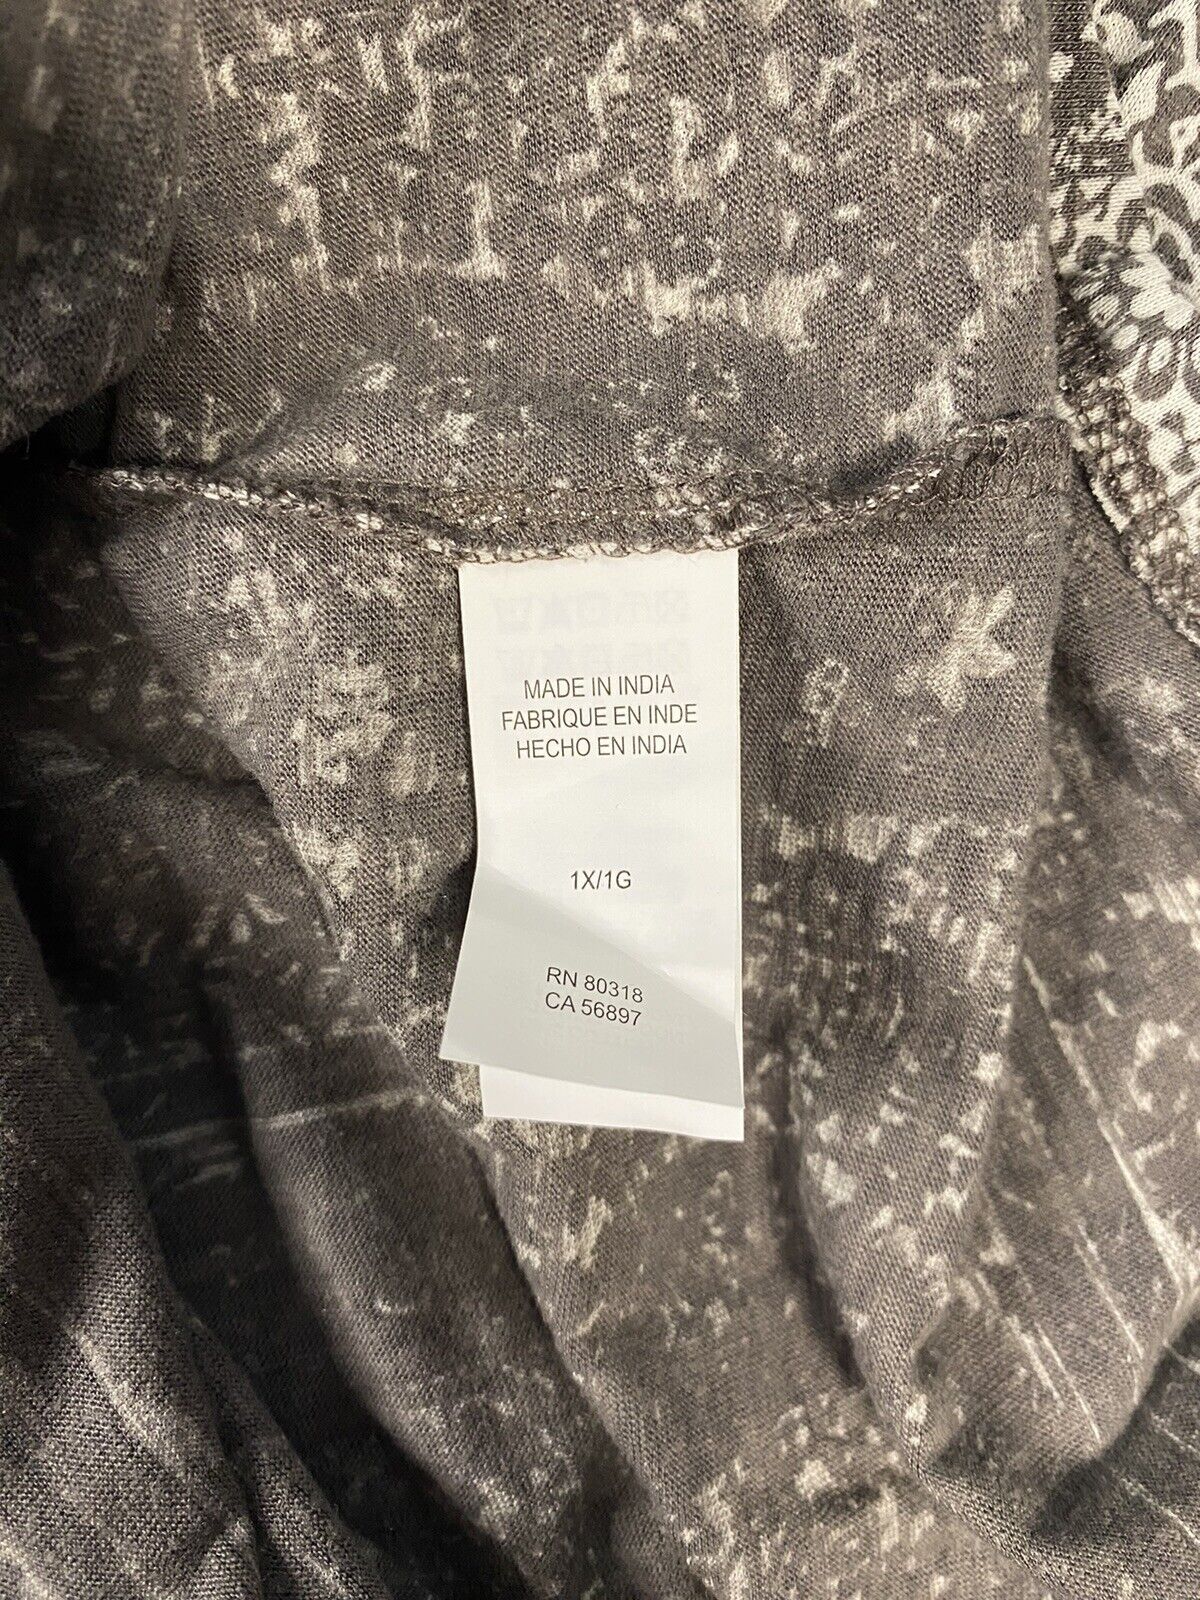 MADE IN INDIA
FABRIQUE EN INDE
HECHO EN INDIA
1X/1G
RN 80318
CA 56897